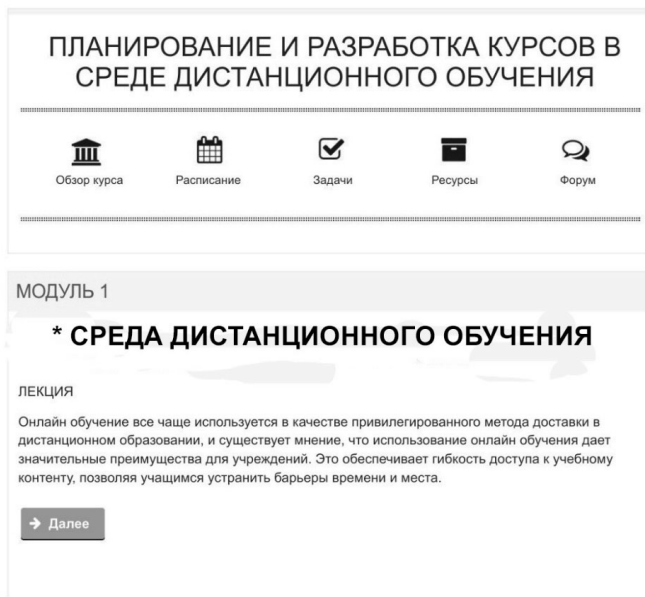 ПЛАНИРОВАНИЕ И РАЗРАБОТКА КУРСОВ В
СРЕДЕ ДИСТАНЦИОННОГО ОБУЧЕНИЯ
Обзор курса
Расписание
Задачи
Ресурсы
Форум
МОДУЛЬ 1
* СРЕДА ДИСТАНЦИОННОГО ОБУЧЕНИЯ
ЛЕКЦИЯ
Онлайн обучение все чаще используется в качестве привилегированного метода доставки в
дистанционном образовании, и существует мнение, что использование онлайн обучения дает
значительные преимущества для учреждений. Это обеспечивает гибкость доступа к учебному
контенту, позволяя учащимся устранить барьеры времени и места.
Далее